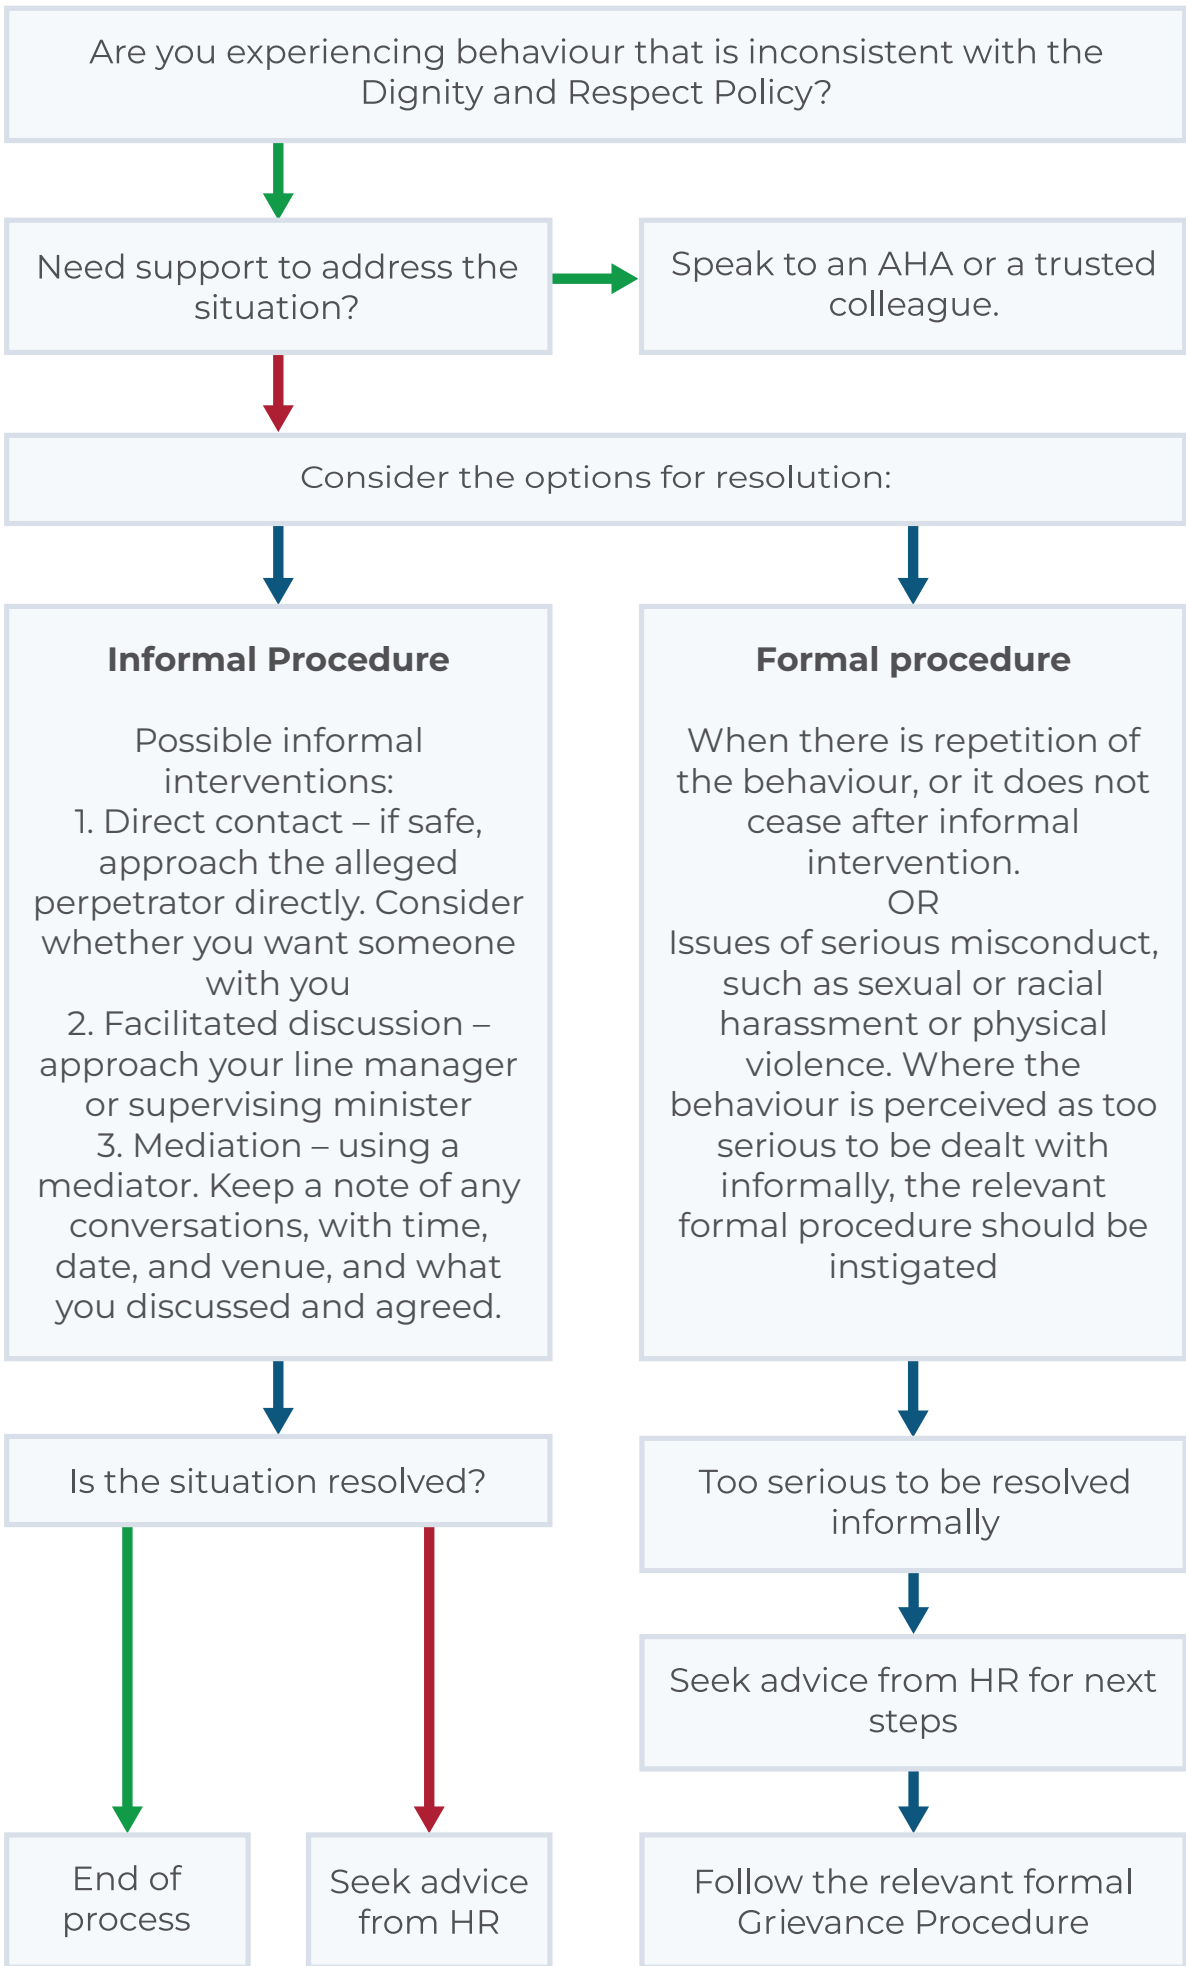 Are you experiencing behaviour that is inconsistent with the
Dignity and Respect Policy?
Need support to address the
situation?
Speak to an AHA or a trusted
colleague.
Consider the options for resolution:
Informal Procedure
Possible informal
interventions:
1. Direct contact – if safe,
approach the alleged
perpetrator directly. Consider
whether you want someone
with you
2. Facilitated discussion –
approach your line manager
or supervising minister
3. Mediation – using a
mediator. Keep a note of any
conversations, with time,
date, and venue, and what
you discussed and agreed.
Formal procedure
When there is repetition of
the behaviour, or it does not
cease after informal
intervention.
OR
Issues of serious misconduct,
such as sexual or racial
harassment or physical
violence. Where the
behaviour is perceived as too
serious to be dealt with
informally, the relevant
formal procedure should be
instigated
Is the situation resolved?
Too serious to be resolved
informally
Seek advice from HR for next
steps
End of
process
Seek advice
from HR
Follow the relevant formal
Grievance Procedure